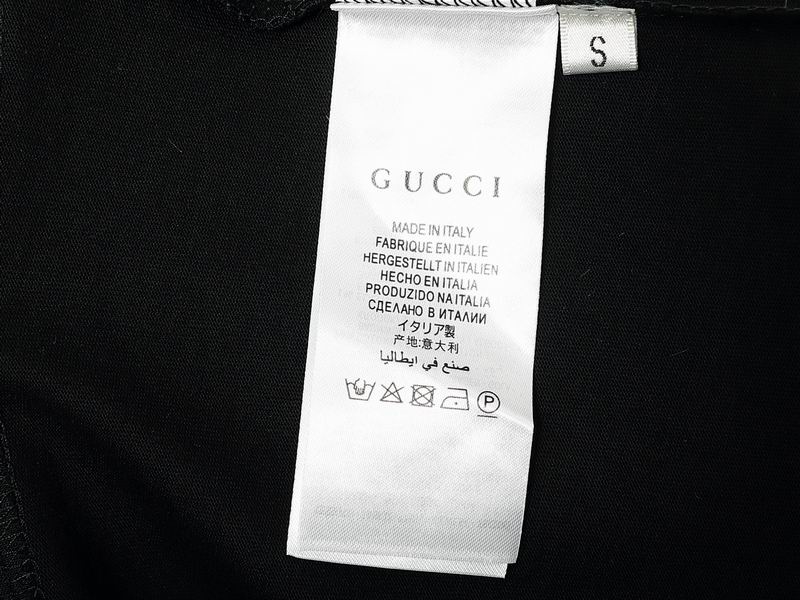 S
GUCCI
MADE IN ITALY
FABRIQUE EN ITALIE
HERGESTELLT IN ITALIEN
HECHO EN ITALIA
PRODUZIDO NA ITALIA
СДЕЛАНО В ИТАЛИИ
イタリア製
产地:意大利
صنع في ايطاليا
P